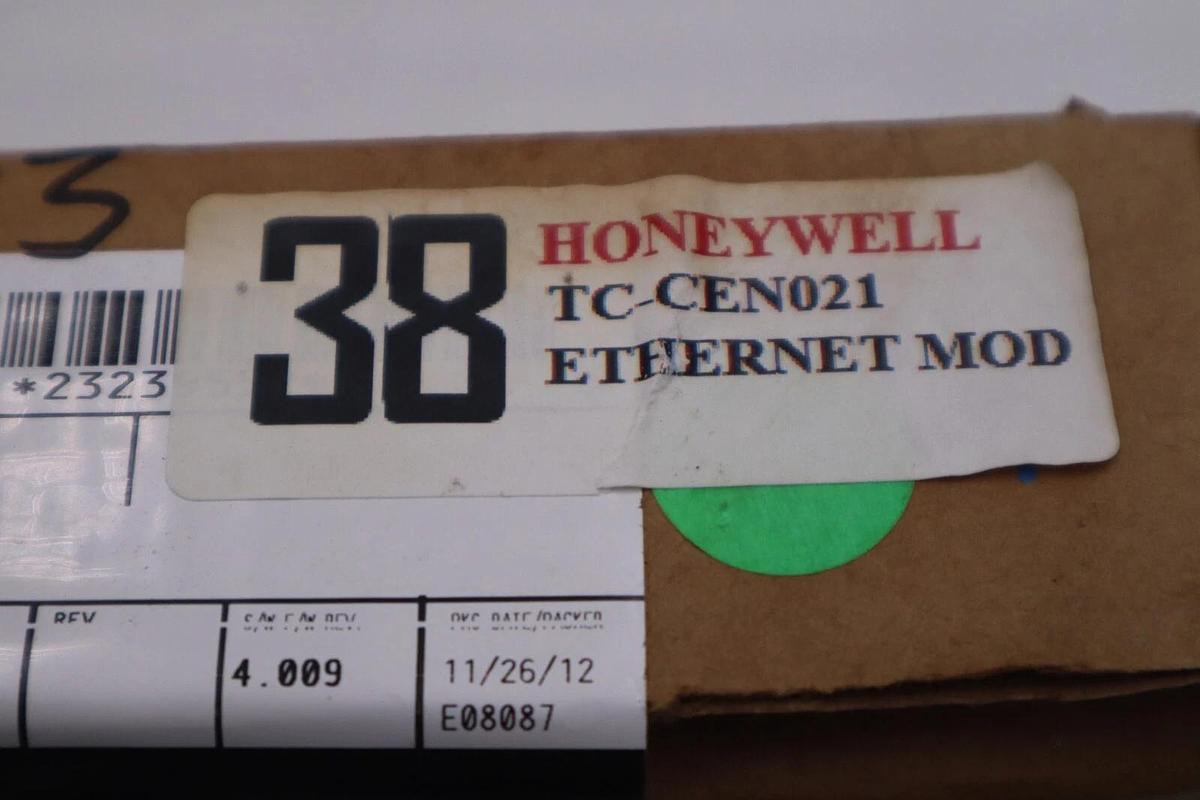 3
38
HONEYWELL
TC-CEN021
ETHERNET MOD
*2323
REV
S/W F/W REV.
PKG DATE/PACKER
4.009
11/26/12
E08087